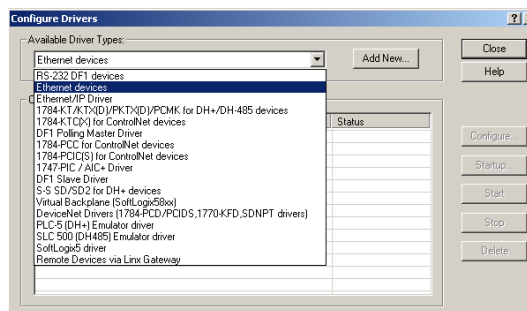 Configure Drivers
Available Driver Types:
Ethernet devices
Add New...
Close
Help
RS-232 DF1 devices
Ethernet devices
Ethernet/IP Driver
1784-KT/KTX(D)/PKTX(D)/PCMK for DH+/DH-485 devices
1784-KTC(X) for ControlNet devices
DF1 Polling Master Driver
1784-PCC for ControlNet devices
1784-PCIC(S) for ControlNet devices
1747-PIC / AIC+ Driver
DF1 Slave Driver
S-S SD/SD2 for DH+ devices
Virtual Backplane (SoftLogix58xx)
DeviceNet Drivers (1784-PCD/PCIDS,1770-KFD,SDNPT drivers)
PLC-5 (DH+) Emulator driver
SLC 500 (DH485) Emulator driver
SoftLogix5 driver
Remote Devices via Linx Gateway
Status
Configure...
Startup...
Start
Stop
Delete